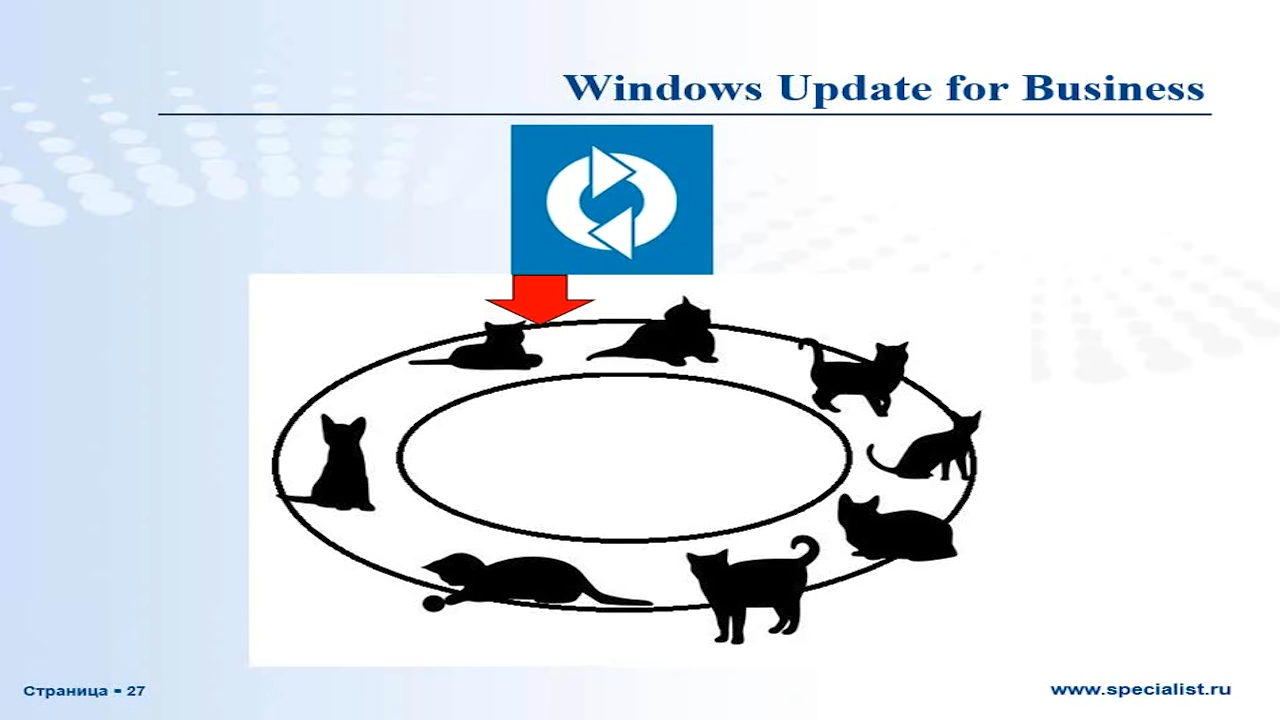 Windows Update for Business
Страница ▪ 27
www.specialist.ru